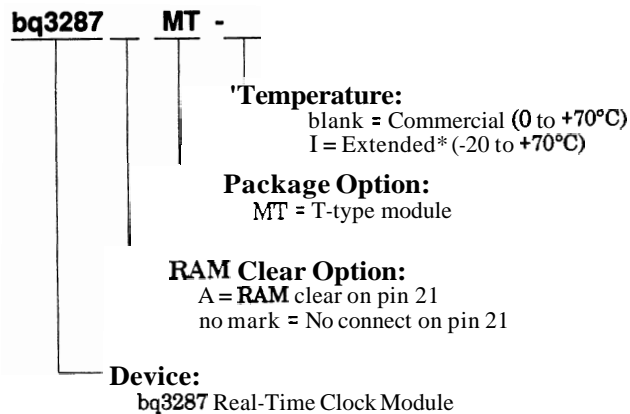 bq3287 MT -
'Temperature:
blank = Commercial (0 to +70°C)
I = Extended* (-20 to +70°C)
Package Option:
MT = T-type module
RAM Clear Option:
A = RAM clear on pin 21
no mark = No connect on pin 21
Device:
bq3287 Real-Time Clock Module